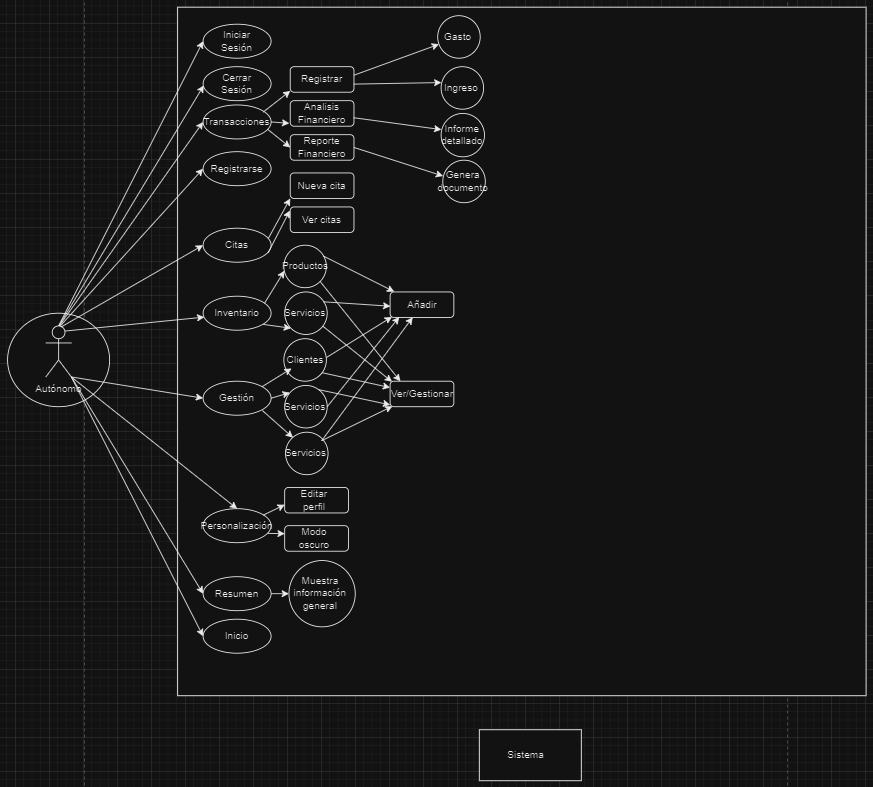 Iniciar
Sesión
Cerrar
Sesión
Transacciones
Registrar
Analisis
Financiero
Reporte
Financiero
Gasto
Ingreso
Informe
detallado
Genera
documento
Registrarse
Nueva cita
Ver citas
Citas
Productos
Inventario
Servicios
Añadir
Clientes
Gestión
Servicios
Servicios
Ver/Gestionar
Autónomo
Editar
perfil
Personalización
Modo
oscuro
Resumen
Muestra
información
general
Inicio
Sistema